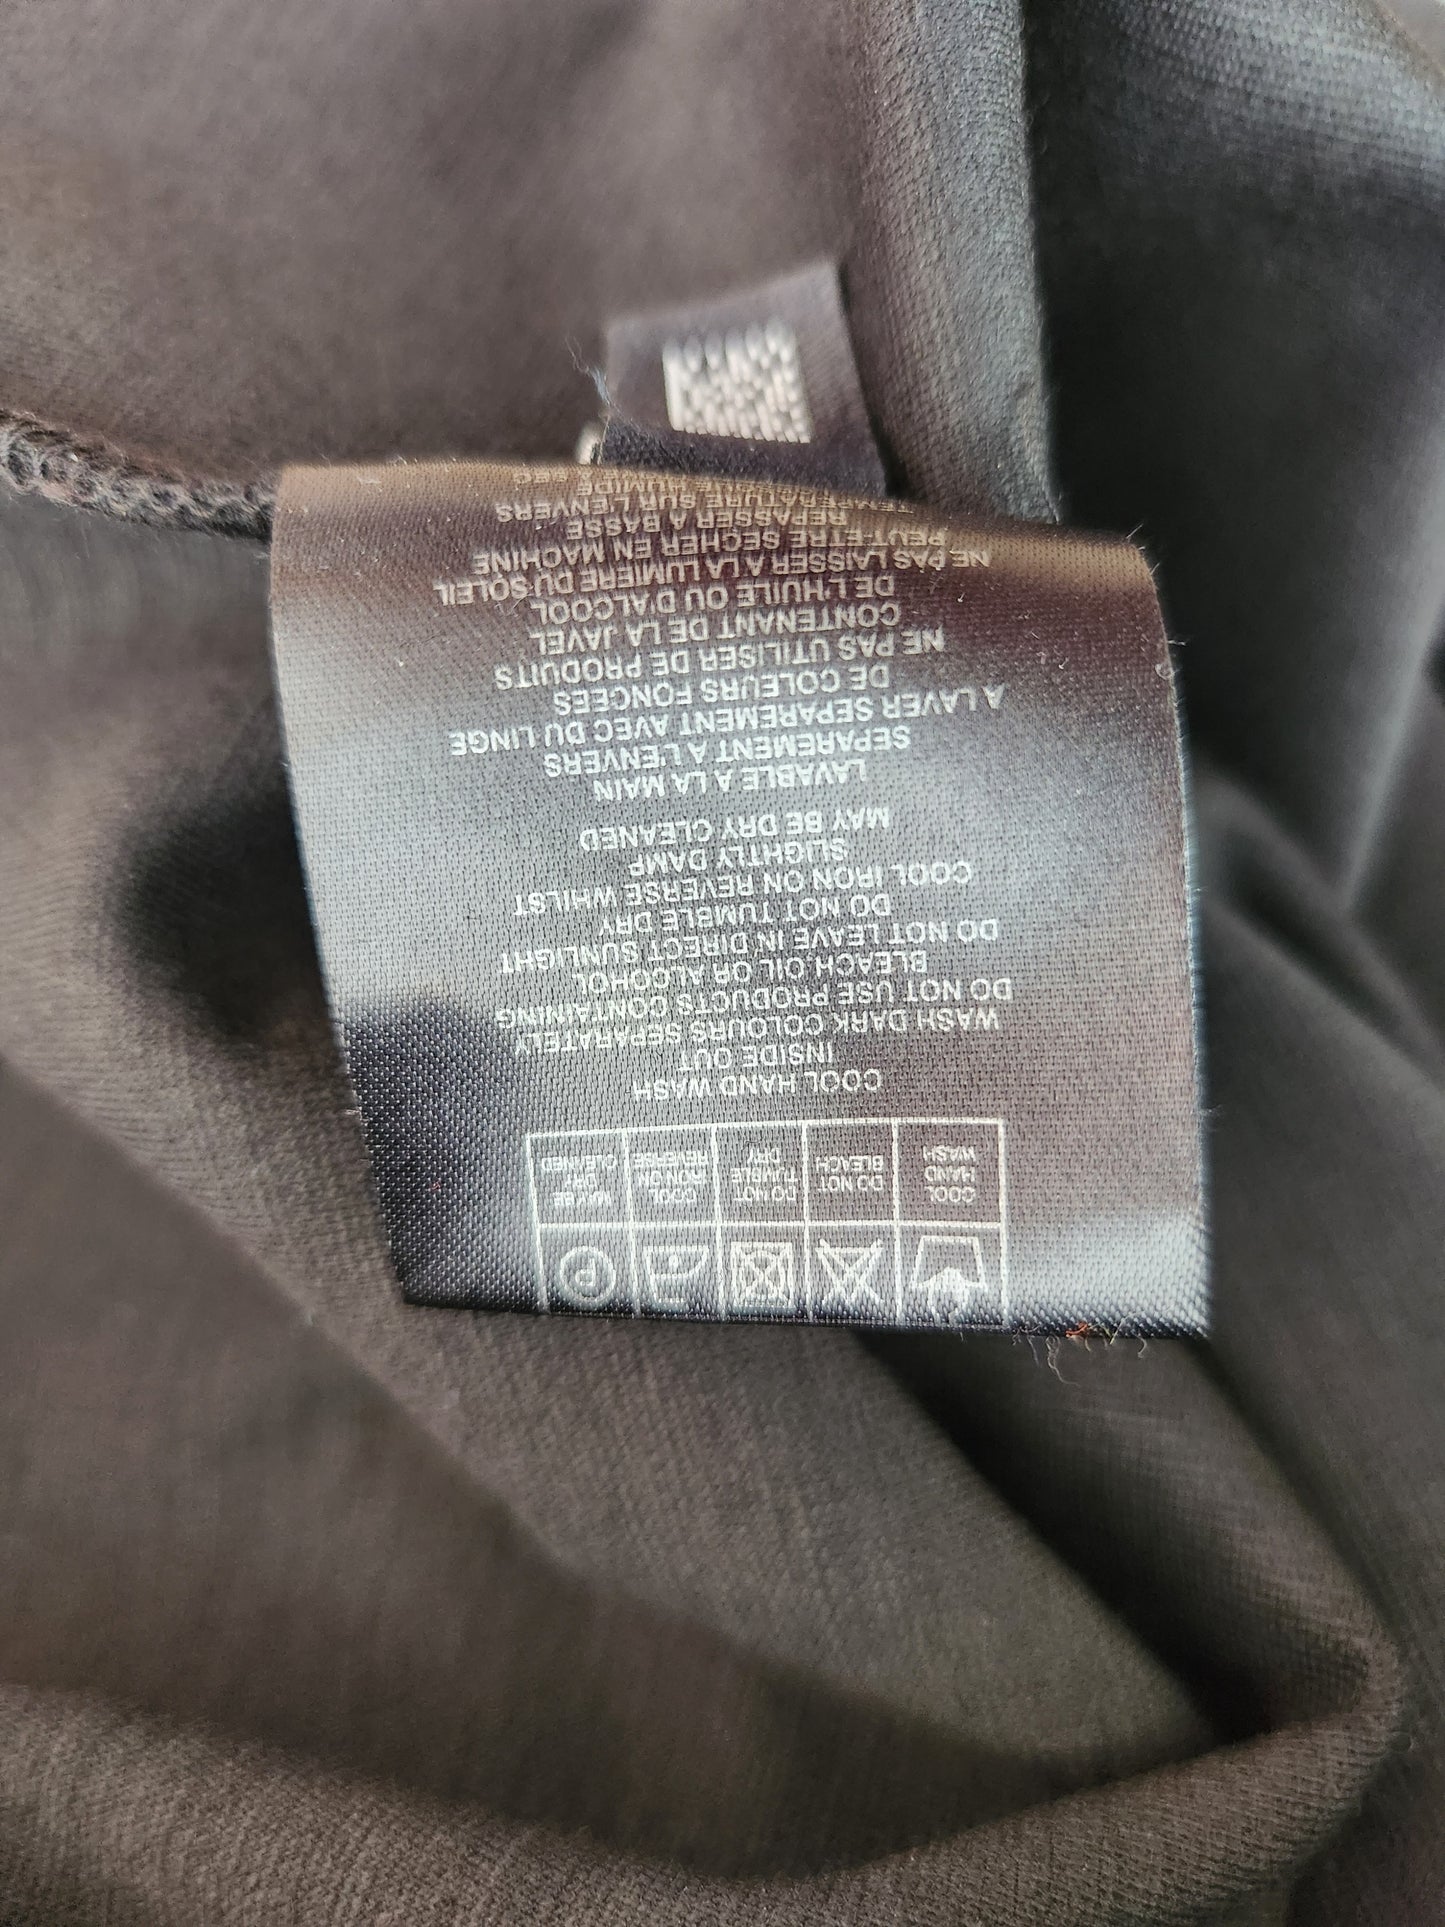 COOL HAND WASH
DO NOT BLEACH
DO NOT TUMBLE DRY
COOL IRON ON REVERSE
MAY BE DRY CLEANED
P
COOL HAND WASH
INSIDE OUT
WASH DARK COLOURS SEPARATELY
DO NOT USE PRODUCTS CONTAINING
BLEACH OIL OR ALCOHOL
DO NOT LEAVE IN DIRECT SUNLIGHT
DO NOT TUMBLE DRY
COOL IRON ON REVERSE WHILST
SLIGHTLY DAMP
MAY BE DRY CLEANED
LAVABLE A LA MAIN
SEPAREMENT A L'ENVERS
A LAVER SEPAREMENT AVEC DU LINGE
DE COLEURS FONCEES
NE PAS UTILISER DE PRODUITS
CONTENANT DE LA JAVEL
DE L'HUILE OU D'ALCOOL
NE PAS LAISSER A LA LUMIERE DU SOLEIL
PEUT-ETRE SECHER EN MACHINE
REPASSER A BASSE
TEMPERATURE SUR L'ENVERS